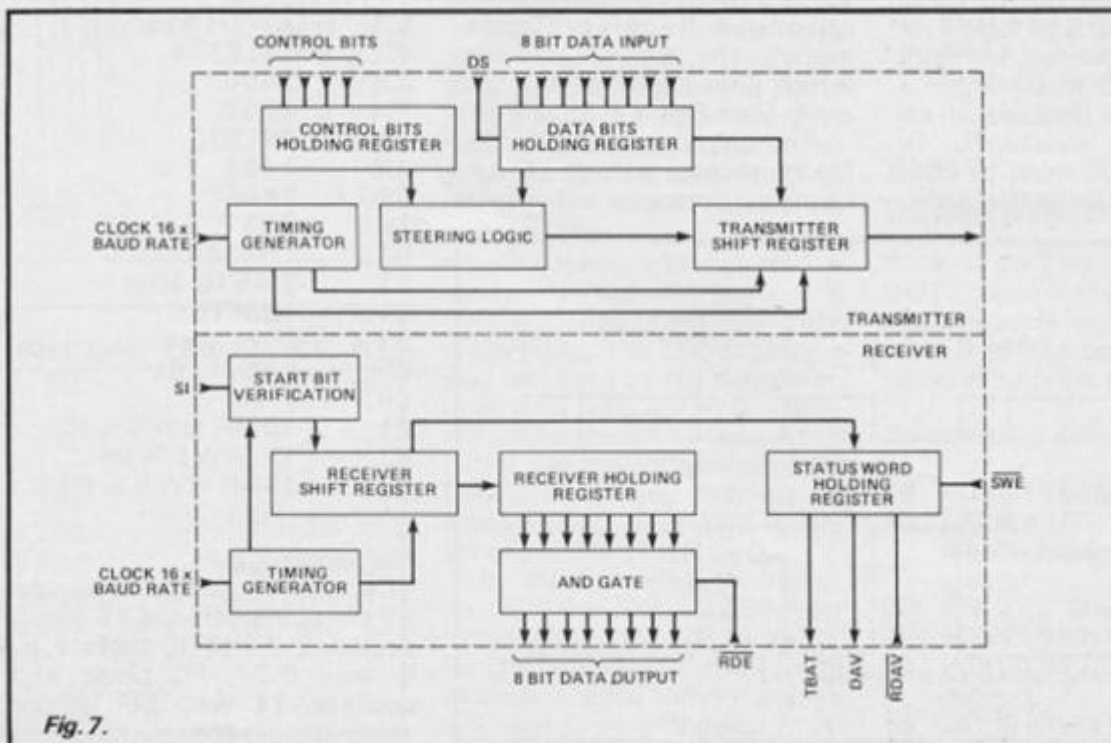 CONTROL BITS
DS
8 BIT DATA INPUT
CONTROL BITS
HOLDING REGISTER
DATA BITS
HOLDING REGISTER
CLOCK 16 x
BAUD RATE
TIMING
GENERATOR
STEERING LOGIC
TRANSMITTER
SHIFT REGISTER
TRANSMITTER
RECEIVER
SI
START BIT
VERIFICATION
RECEIVER
SHIFT REGISTER
RECEIVER HOLDING
REGISTER
STATUS WORD
HOLDING
REGISTER
SWE
CLOCK 16 x
BAUD RATE
TIMING
GENERATOR
AND GATE
8 BIT DATA OUTPUT
RDE
TBAT
DAV
RDAV
Fig. 7.